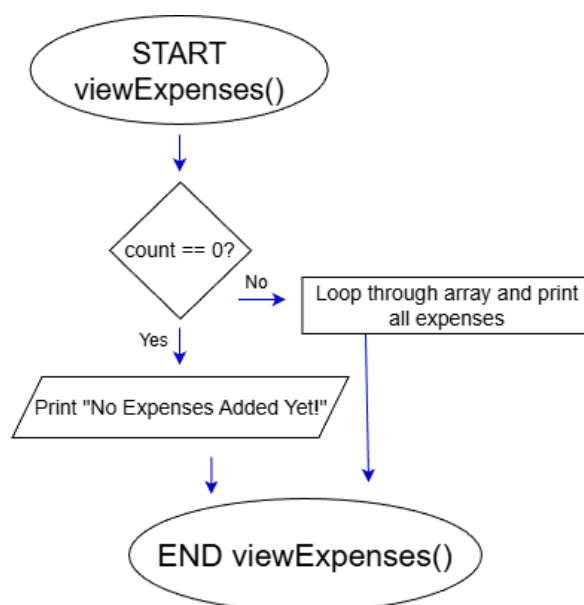 START
viewExpenses()
count == 0?
No
Loop through array and print
all expenses
Yes
Print "No Expenses Added Yet!"
END viewExpenses()